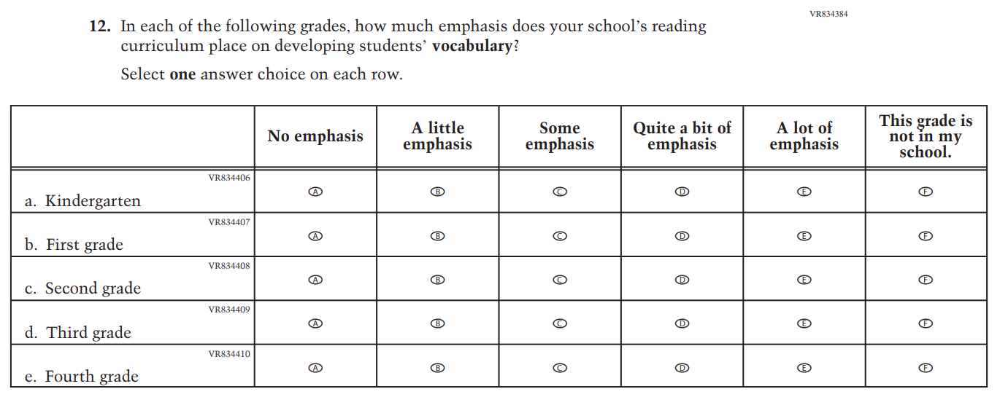 VR834384
12. In each of the following grades, how much emphasis does your school’s reading
curriculum place on developing students’ vocabulary?
Select one answer choice on each row.
No emphasis
A little
emphasis
Some
emphasis
Quite a bit of
emphasis
A lot of
emphasis
This grade is
not in my
school.
VR834406
a. Kindergarten A B C D E F
VR834407
b. First grade A B C D E F
VR834408
c. Second grade A B C D E F
VR834409
d. Third grade A B C D E F
VR834410
e. Fourth grade A B C D E F